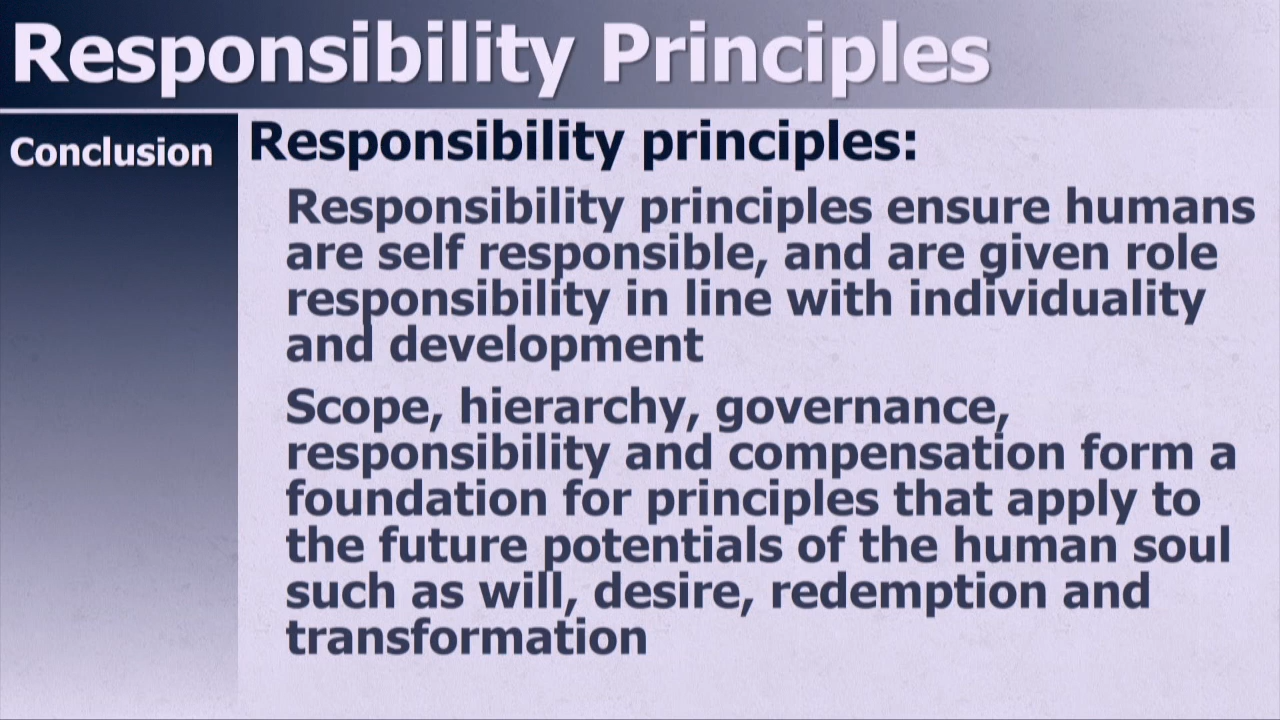 Responsibility Principles
Conclusion
Responsibility principles:
Responsibility principles ensure humans
are self responsible, and are given role
responsibility in line with individuality
and development
Scope, hierarchy, governance,
responsibility and compensation form a
foundation for principles that apply to
the future potentials of the human soul
such as will, desire, redemption and
transformation